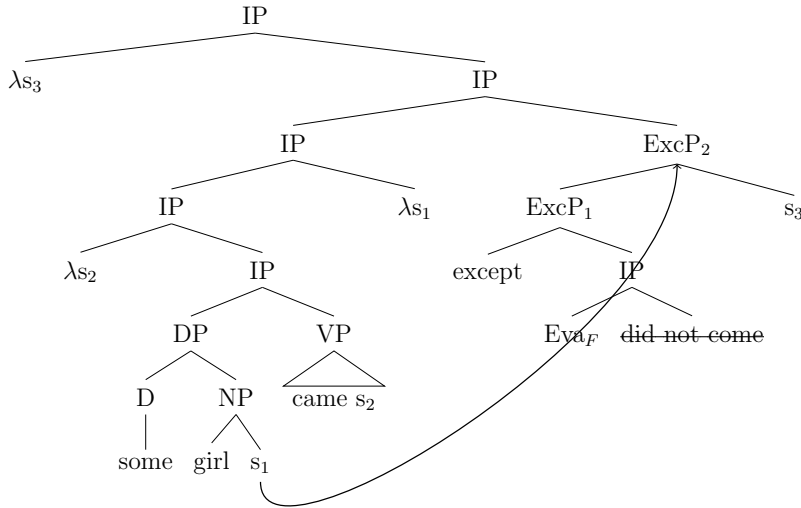 IP
λs₃ IP
IP ExcP₂
IP λs₁ ExcP₁ s₃
λs₂ IP except IP
DP VP Eva_F ~~did not come~~
D NP came s₂
some girl s₁